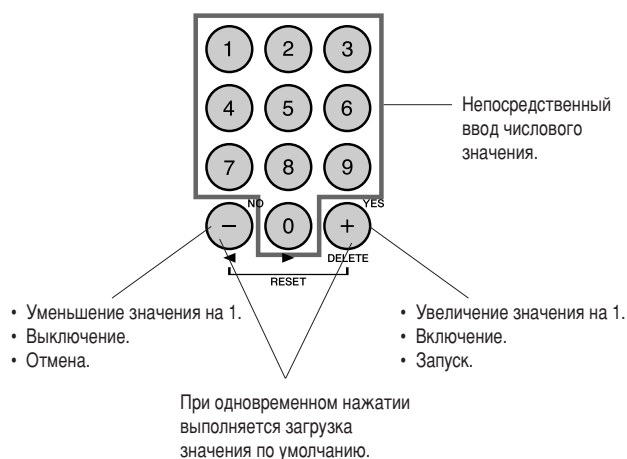 1 2 3
4 5 6
Непосредственный
ввод числового
значения.
7 8 9
NO YES
− 0 +
◄ ► DELETE
RESET
• Уменьшение значения на 1.
• Выключение.
• Отмена.
• Увеличение значения на 1.
• Включение.
• Запуск.
При одновременном нажатии
выполняется загрузка
значения по умолчанию.